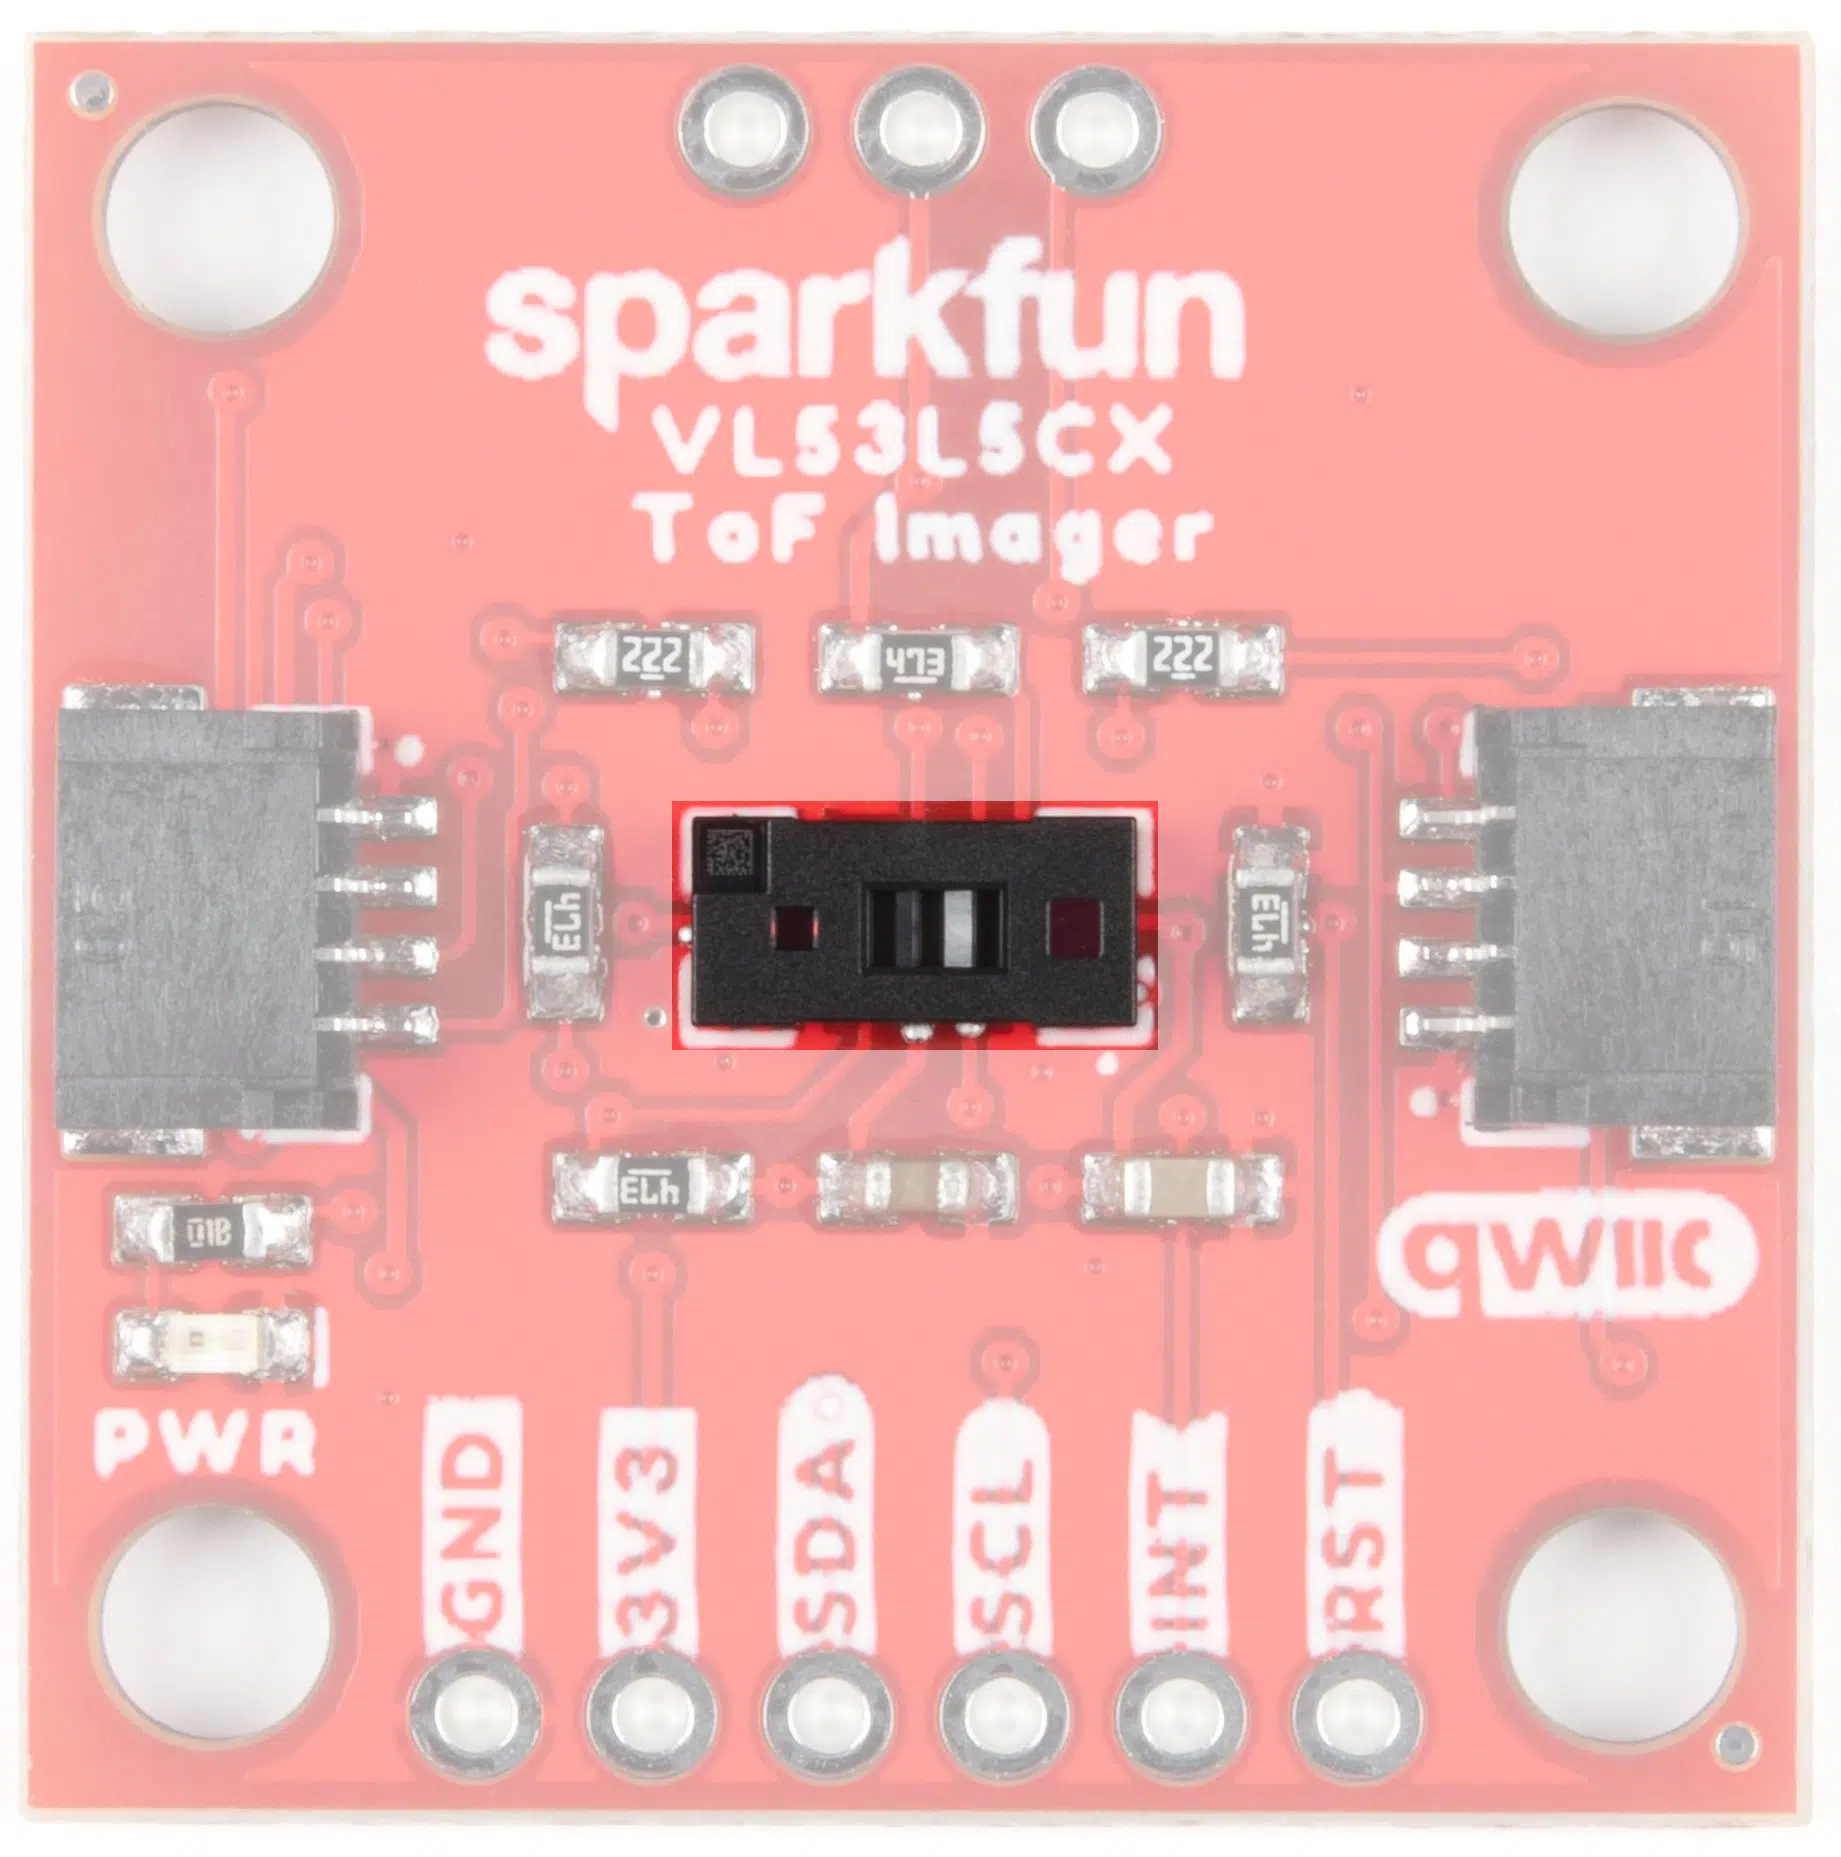 sparkfun
VL53L5CX
ToF Imager
222
473
222
473
473
473
01B
qwiic
PWR
GND
3V3
SDA
SCL
INT
RST